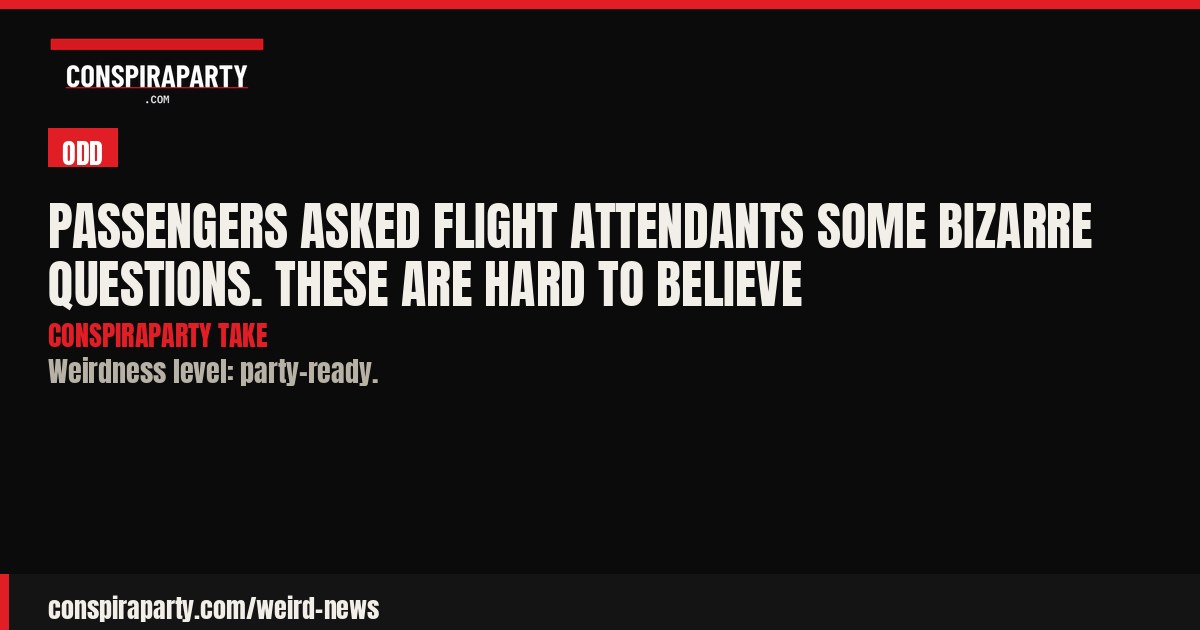 CONSPIRAPARTY
.COM
ODD
PASSENGERS ASKED FLIGHT ATTENDANTS SOME BIZARRE
QUESTIONS. THESE ARE HARD TO BELIEVE
CONSPIRAPARTY TAKE
Weirdness level: party-ready.
conspiraparty.com/weird-news